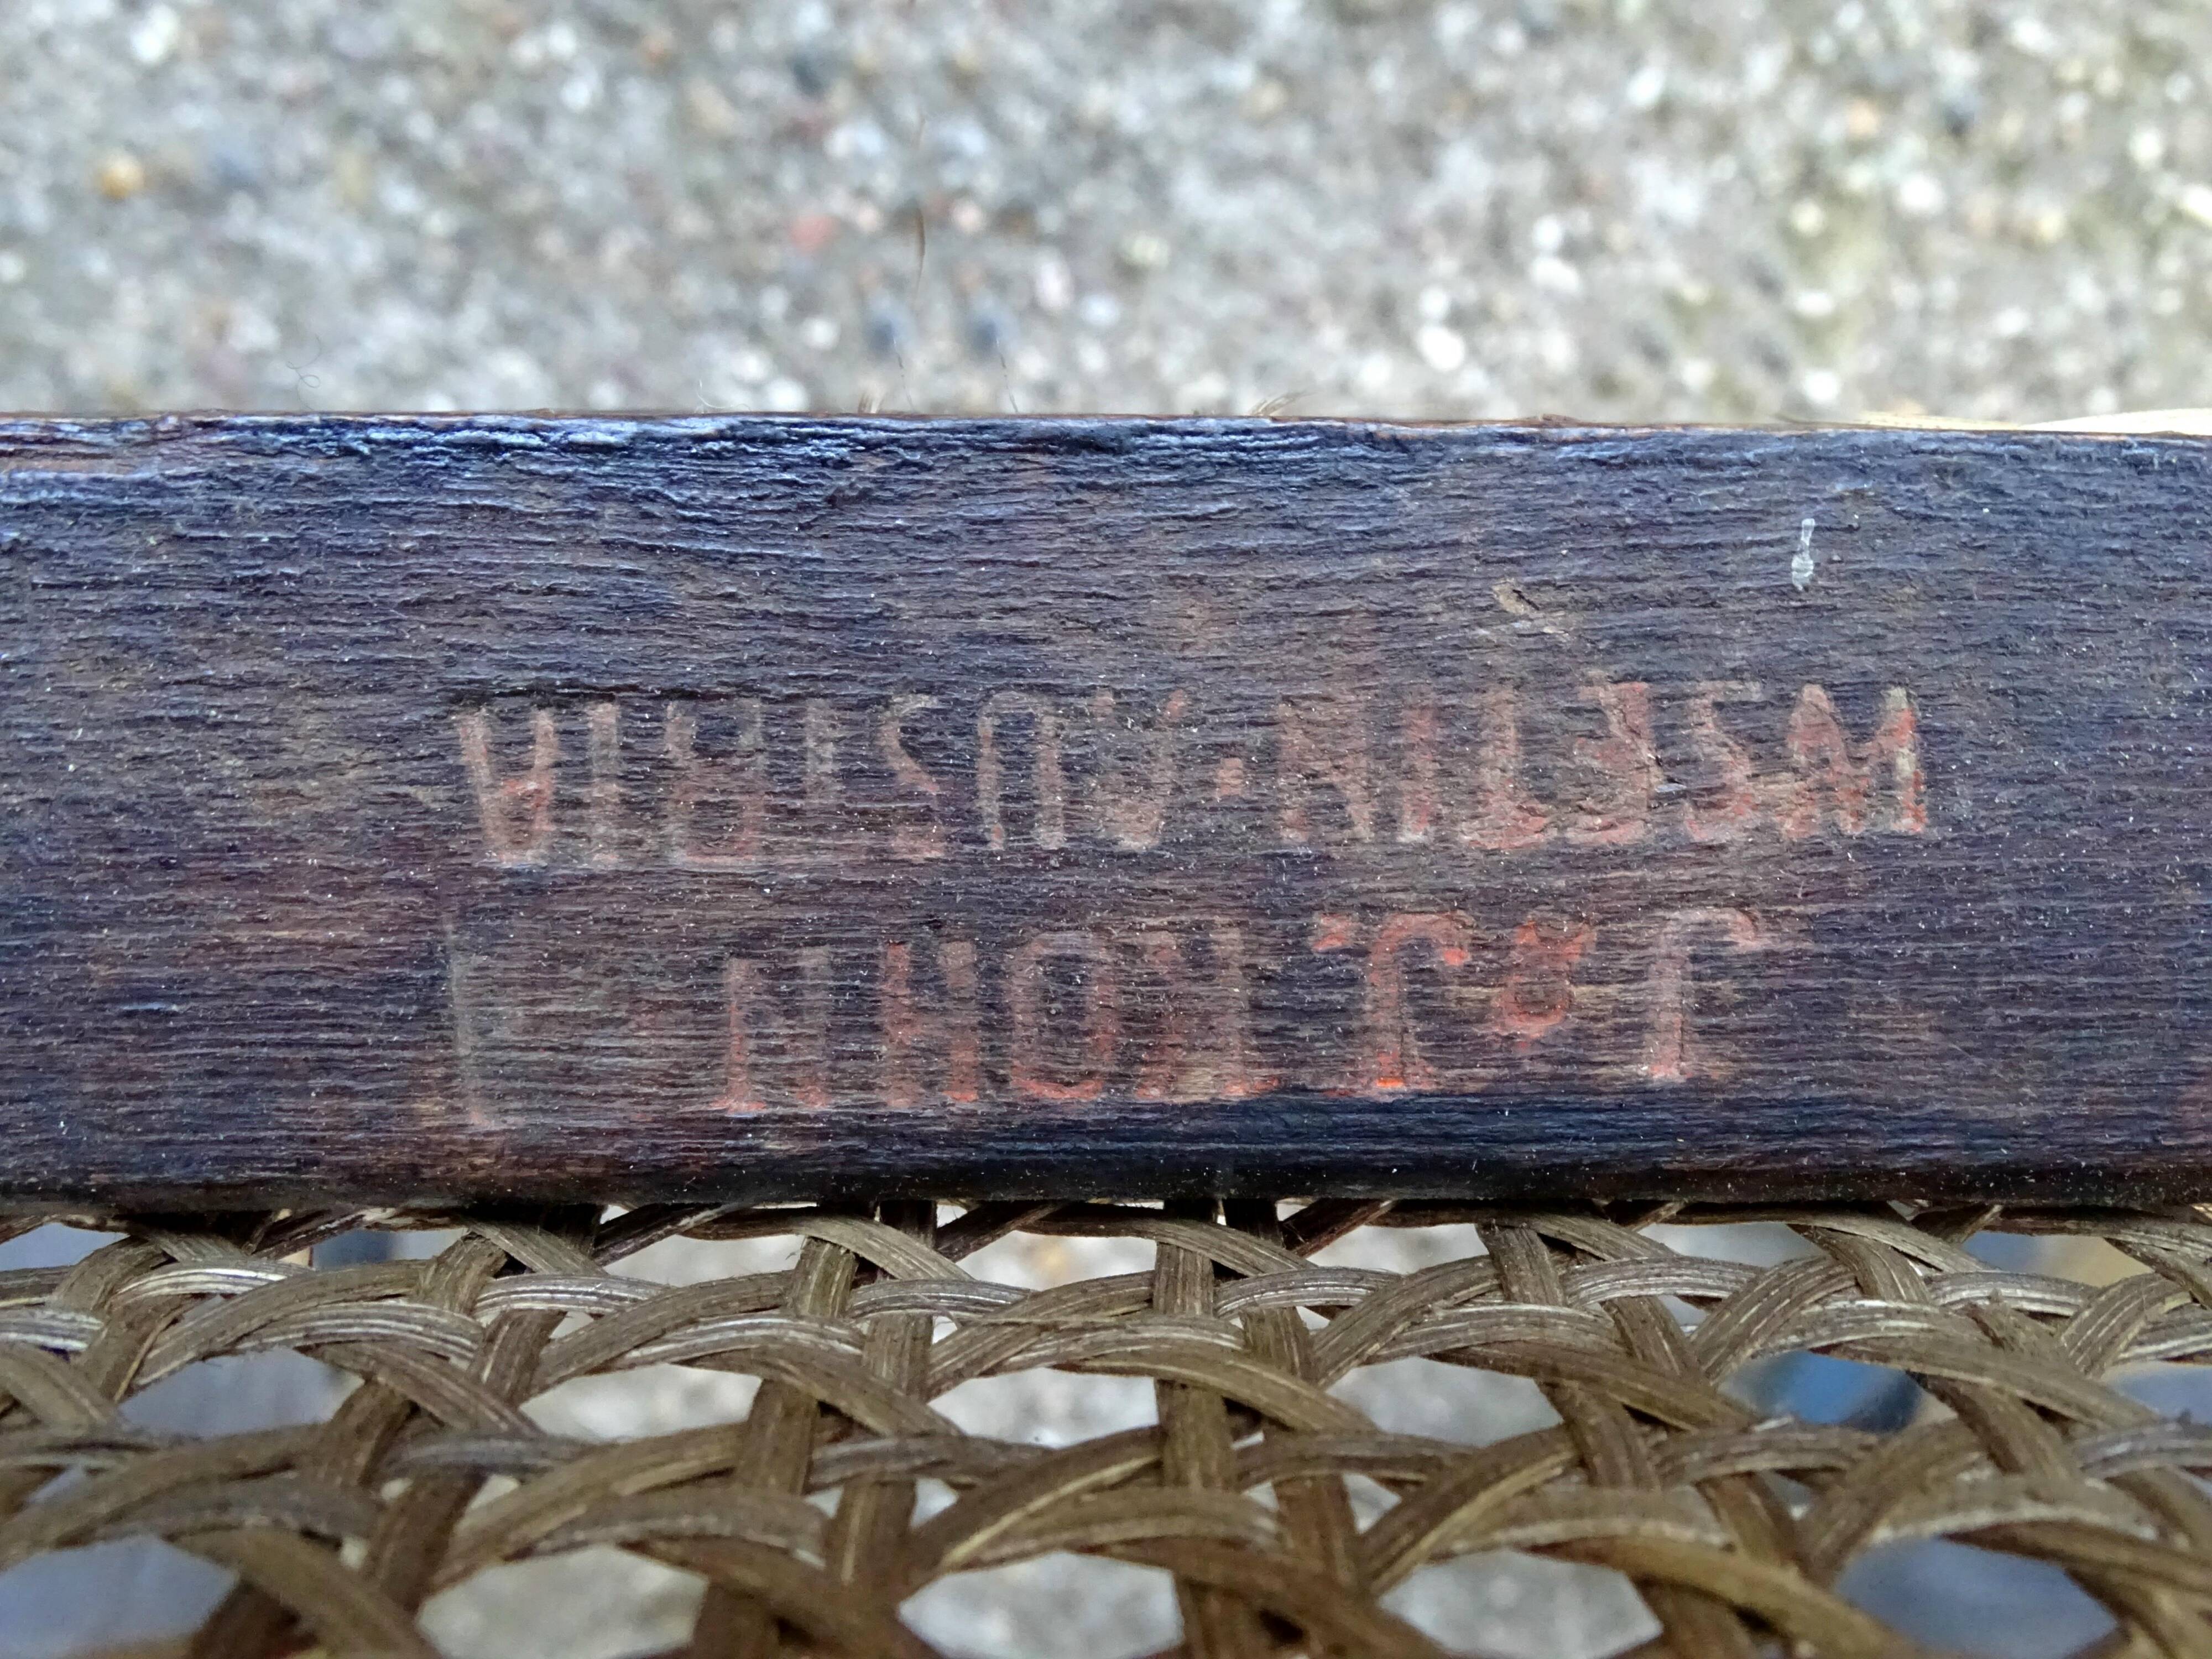 J & J. KOHN
WSETIN·AUSTRIA